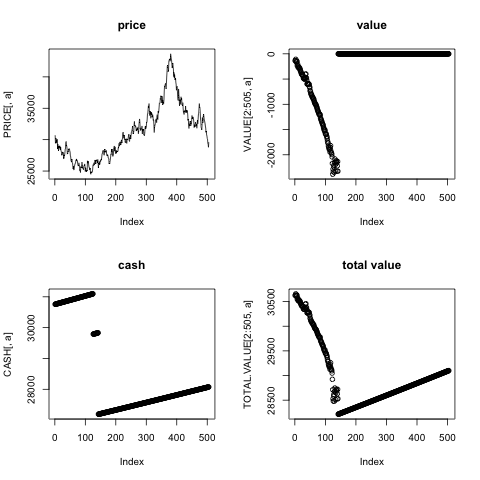 price
PRICE[, a]
25000
35000
0 100 200 300 400 500
Index
value
VALUE[2:505, a]
-2000
-1000
0
0 100 200 300 400 500
Index
cash
CASH[, a]
28000
30000
0 100 200 300 400 500
Index
total value
TOTAL.VALUE[2:505, a]
28500
29500
30500
0 100 200 300 400 500
Index